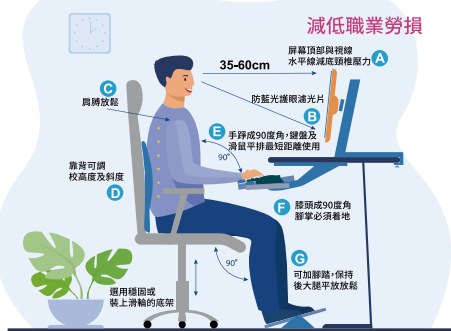 減低職業勞損
屏幕頂部與視線
水平線減底頸椎壓力 A
35-60cm
C
肩膊放鬆
防藍光護眼濾光片
B
E 手踭成90度角，鍵盤及
滑鼠平排最短距離使用
90°
靠背可調
校高度及斜度
D
F 膝頭成90度角
腳掌必須着地
G
90°
可加腳踏，保持
後大腿平放放鬆
選用穩固或
裝上滑輪的底架